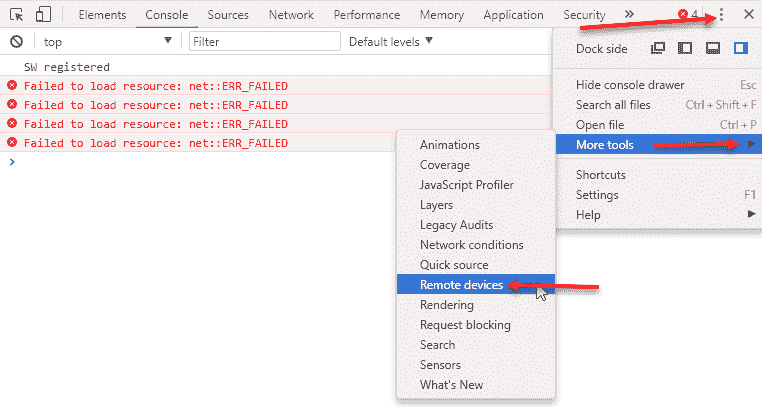 Elements Console Sources Network Performance Memory Application Security » 4
top Filter Default levels
SW registered
Failed to load resource: net::ERR_FAILED
Failed to load resource: net::ERR_FAILED
Failed to load resource: net::ERR_FAILED
Failed to load resource: net::ERR_FAILED
Dock side
Hide console drawer Esc
Search all files Ctrl + Shift + F
Open file Ctrl + P
More tools
Shortcuts
Settings F1
Help
Animations
Coverage
JavaScript Profiler
Layers
Legacy Audits
Network conditions
Quick source
Remote devices
Rendering
Request blocking
Search
Sensors
What's New